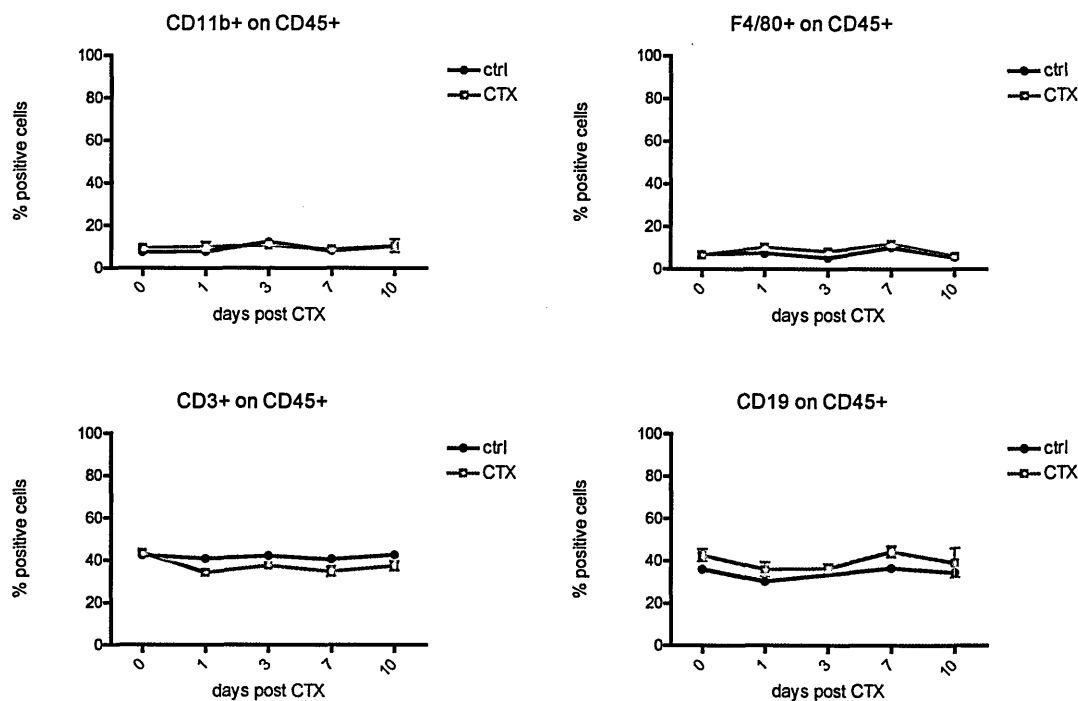 CD11b+ on CD45+
% positive cells
100
80
60
40
20
0
0 1 3 7 10
days post CTX
ctrl
CTX
F4/80+ on CD45+
% positive cells
100
80
60
40
20
0
0 1 3 7 10
days post CTX
ctrl
CTX
CD3+ on CD45+
% positive cells
100
80
60
40
20
0
0 1 3 7 10
days post CTX
ctrl
CTX
CD19 on CD45+
% positive cells
100
80
60
40
20
0
0 1 3 7 10
days post CTX
ctrl
CTX